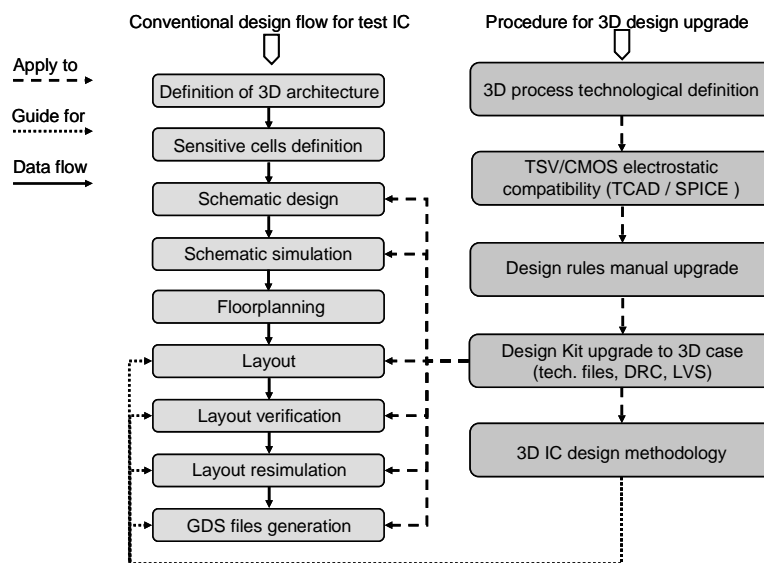 Conventional design flow for test IC
Procedure for 3D design upgrade
Apply to
Guide for
Data flow
Definition of 3D architecture
Sensitive cells definition
Schematic design
Schematic simulation
Floorplanning
Layout
Layout verification
Layout resimulation
GDS files generation
3D process technological definition
TSV/CMOS electrostatic
compatibility (TCAD / SPICE )
Design rules manual upgrade
Design Kit upgrade to 3D case
(tech. files, DRC, LVS)
3D IC design methodology